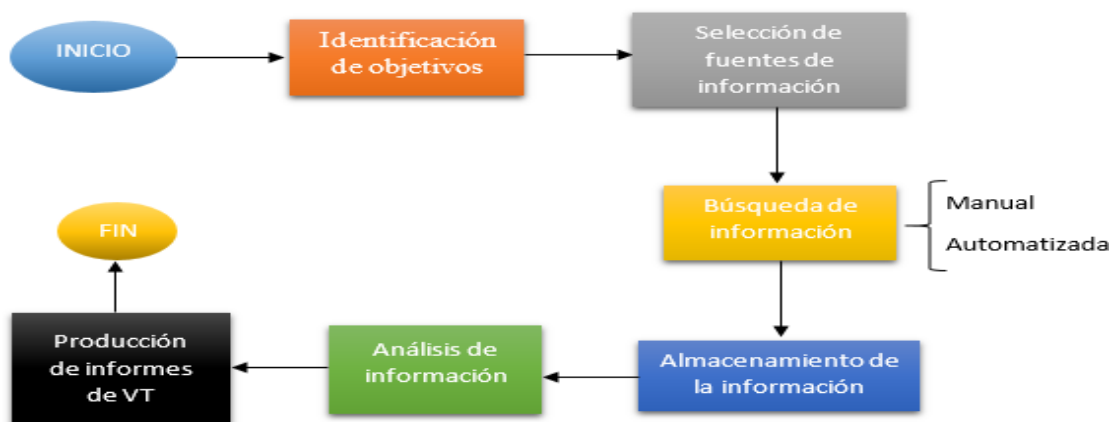 INICIO
Identificación
de objetivos
Selección de
fuentes de
información
Búsqueda de
información
Manual
Automatizada
Almacenamiento de
la información
Análisis de
información
Producción
de informes
de VT
FIN